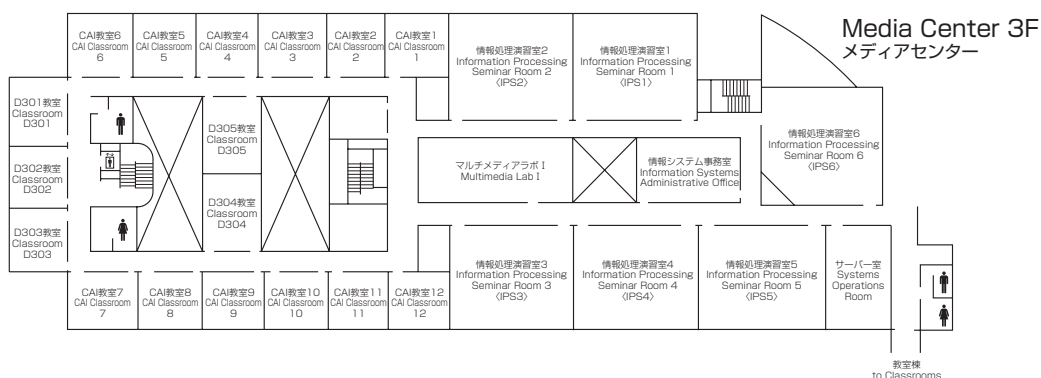 Media Center 3F
メディアセンター
CAI教室6
CAI Classroom
6
CAI教室5
CAI Classroom
5
CAI教室4
CAI Classroom
4
CAI教室3
CAI Classroom
3
CAI教室2
CAI Classroom
2
CAI教室1
CAI Classroom
1
情報処理演習室2
Information Processing
Seminar Room 2
〈IPS2〉
情報処理演習室1
Information Processing
Seminar Room 1
〈IPS1〉
D301教室
Classroom
D301
D305教室
Classroom
D305
情報処理演習室6
Information Processing
Seminar Room 6
〈IPS6〉
D302教室
Classroom
D302
マルチメディアラボⅠ
Multimedia Lab Ⅰ
情報システム事務室
Information Systems
Administrative Office
D303教室
Classroom
D303
D304教室
Classroom
D304
情報処理演習室3
Information Processing
Seminar Room 3
〈IPS3〉
情報処理演習室4
Information Processing
Seminar Room 4
〈IPS4〉
情報処理演習室5
Information Processing
Seminar Room 5
〈IPS5〉
サーバー室
Systems
Operations
Room
CAI教室7
CAI Classroom
7
CAI教室8
CAI Classroom
8
CAI教室9
CAI Classroom
9
CAI教室10
CAI Classroom
10
CAI教室11
CAI Classroom
11
CAI教室12
CAI Classroom
12
教室棟
to Classrooms